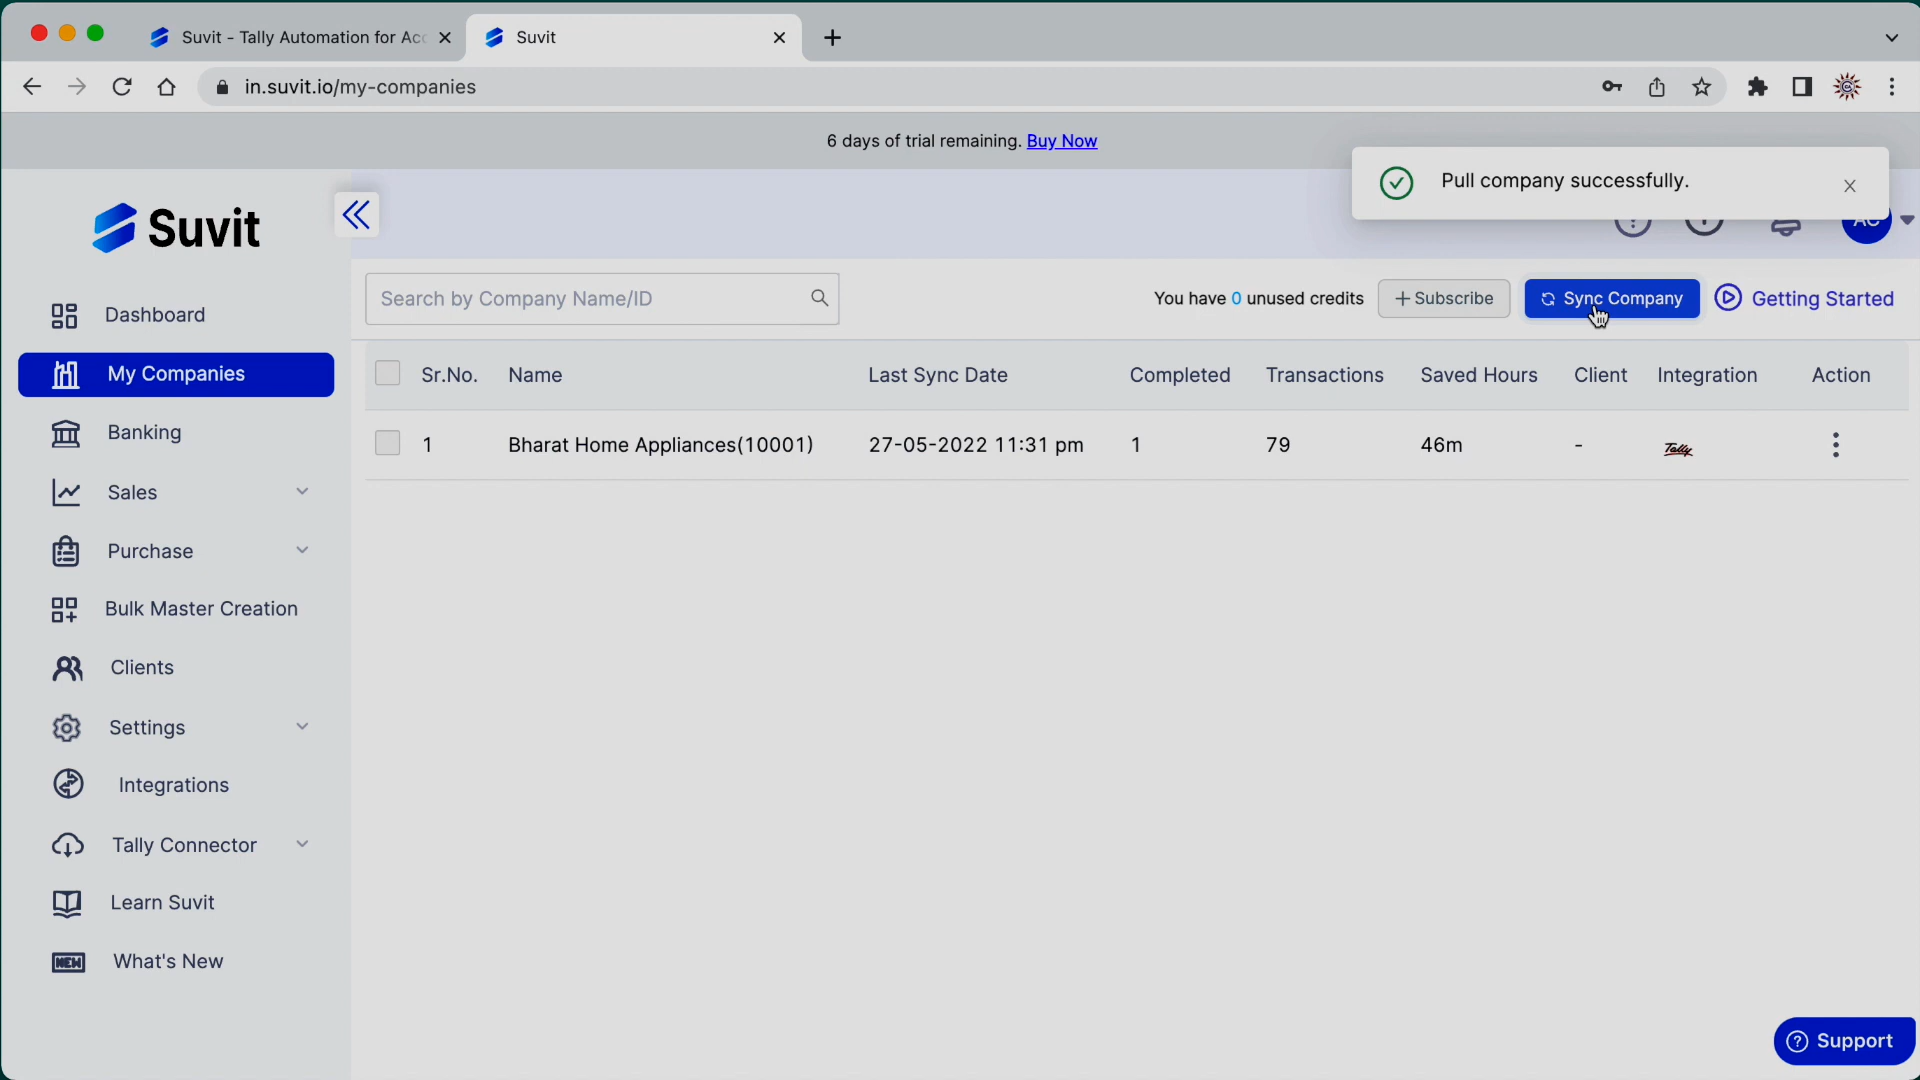 Suvit - Tally Automation for Acc
Suvit
in.suvit.io/my-companies
6 days of trial remaining. Buy Now
Pull company successfully.
Suvit
AC
Search by Company Name/ID
You have 0 unused credits
+ Subscribe
Sync Company
Getting Started
Dashboard
My Companies
Banking
Sales
Purchase
Bulk Master Creation
Clients
Settings
Integrations
Tally Connector
Learn Suvit
NEW What's New
Sr.No. Name Last Sync Date Completed Transactions Saved Hours Client Integration Action
1 Bharat Home Appliances(10001) 27-05-2022 11:31 pm 1 79 46m - Tally
Support